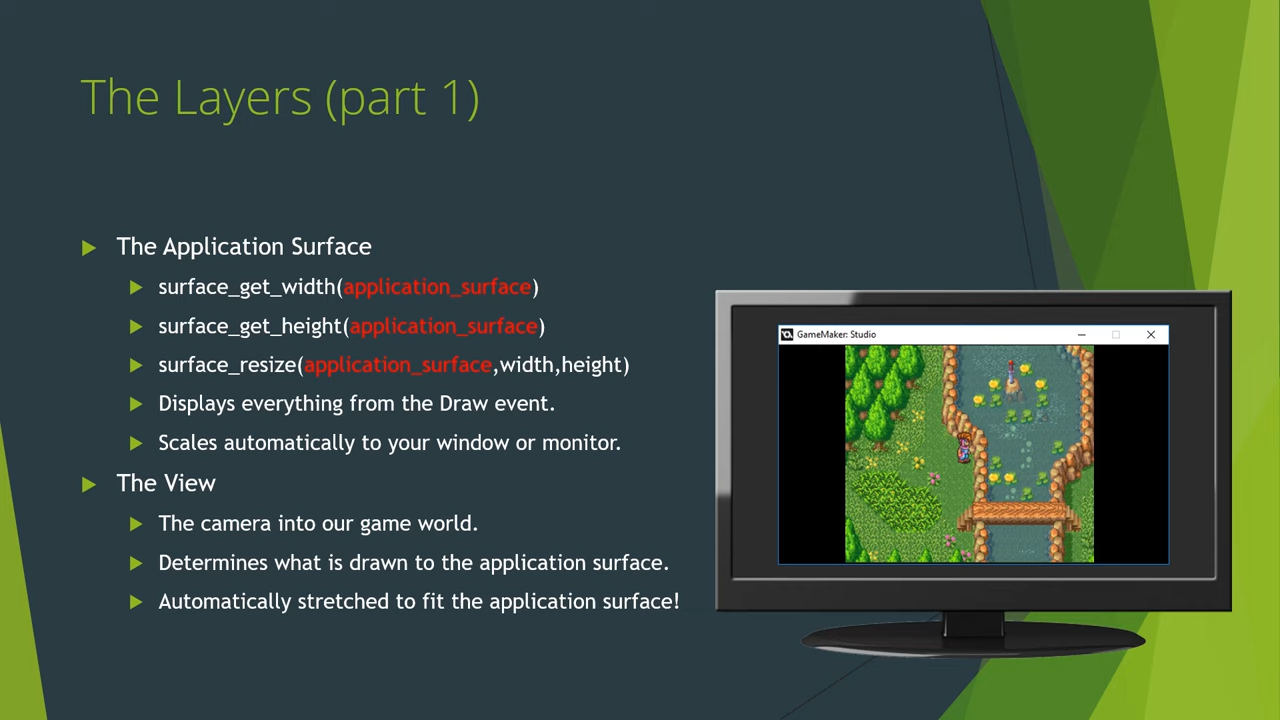 The Layers (part 1)
The Application Surface
surface_get_width(application_surface)
surface_get_height(application_surface)
surface_resize(application_surface,width,height)
Displays everything from the Draw event.
Scales automatically to your window or monitor.
The View
The camera into our game world.
Determines what is drawn to the application surface.
Automatically stretched to fit the application surface!
GameMaker: Studio